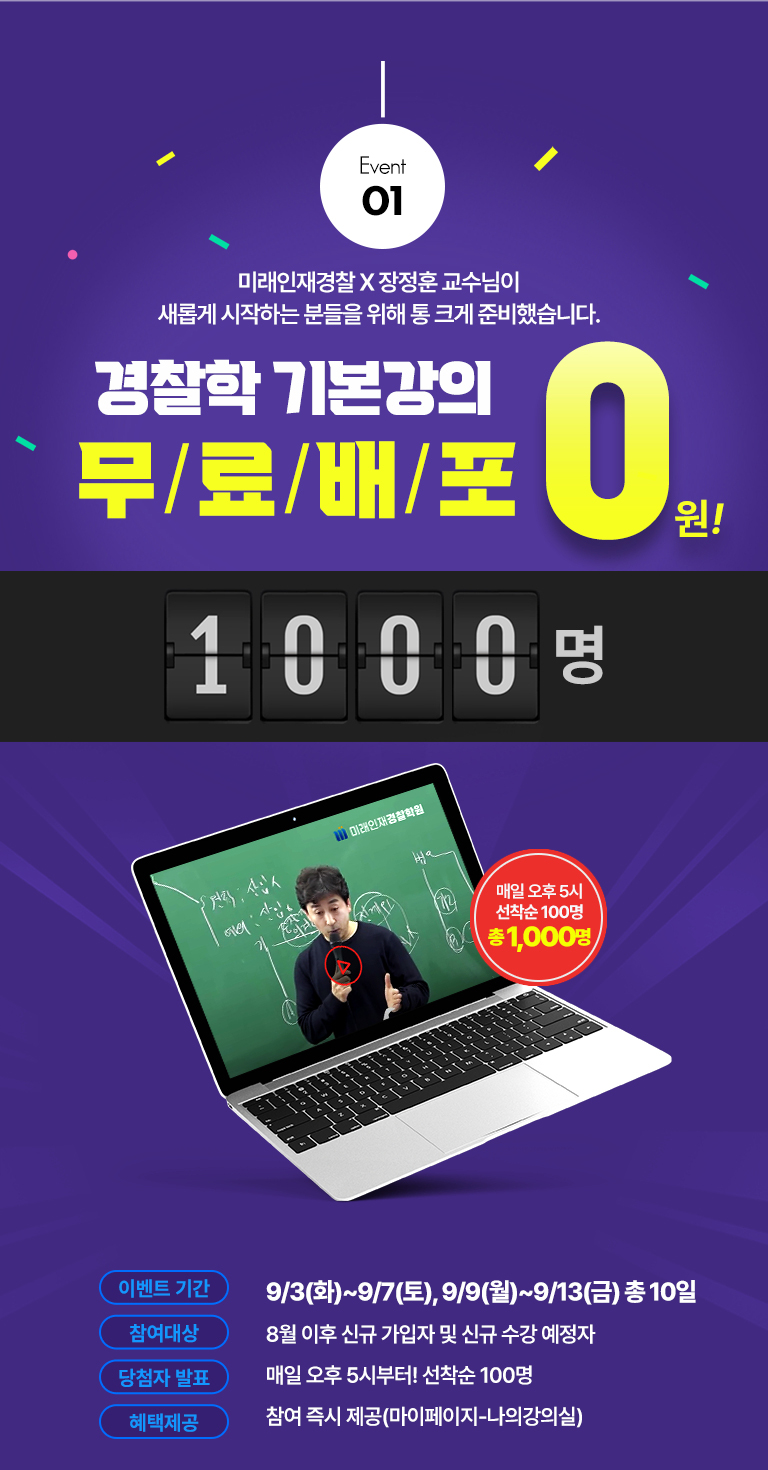 Event
01
미래인재경찰 X 장정훈 교수님이
새롭게 시작하는 분들을 위해 통 크게 준비했습니다.
경찰학 기본강의
무/료/배/포
0원!
1000명
미래인재경찰학원
매일 오후 5시
선착순 100명
총 1,000명
이벤트 기간 9/3(화)~9/7(토), 9/9(월)~9/13(금) 총 10일
참여대상 8월 이후 신규 가입자 및 신규 수강 예정자
당첨자 발표 매일 오후 5시부터! 선착순 100명
혜택제공 참여 즉시 제공(마이페이지-나의강의실)